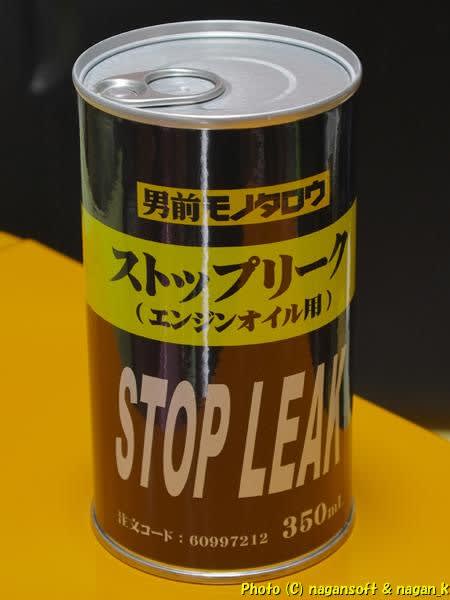 男前モノタロウ
ストップリーク
(エンジンオイル用)
STOP LEAK
注文コード：60997212 350mL
Photo (C) nagansoft & nagan_k